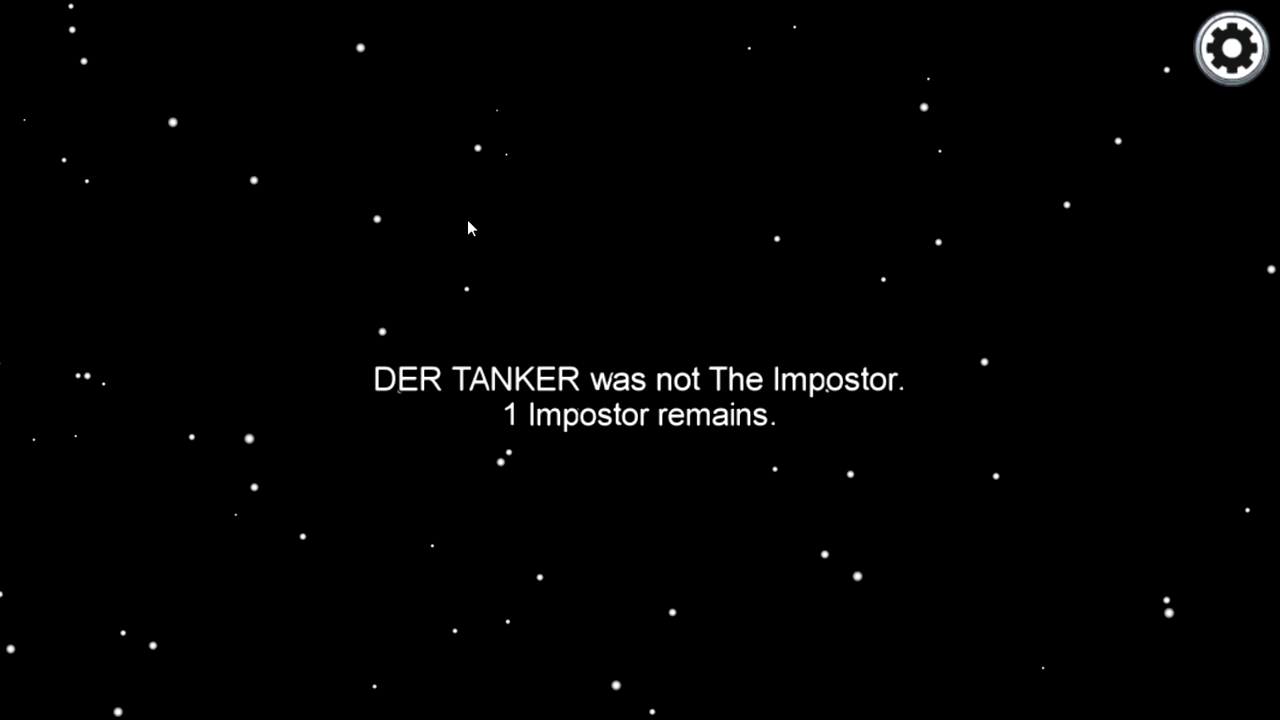 DER TANKER was not The Impostor.
1 Impostor remains.